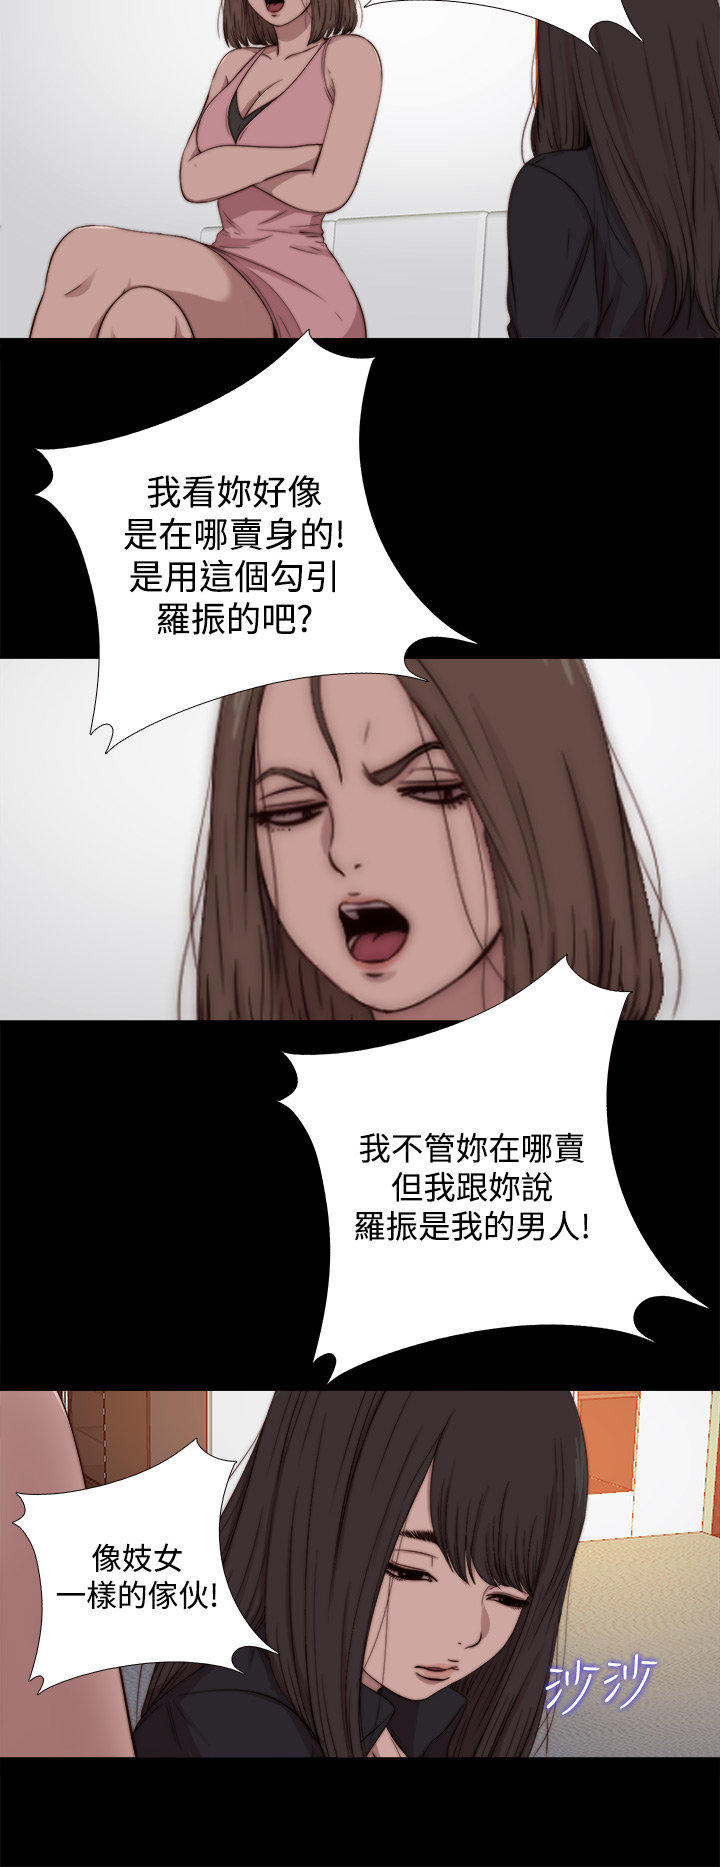 我看妳好像
是在哪賣身的!
是用這個勾引
羅振的吧?
我不管妳在哪賣
但我跟妳說
羅振是我的男人!
像妓女
一樣的傢伙!
沙沙